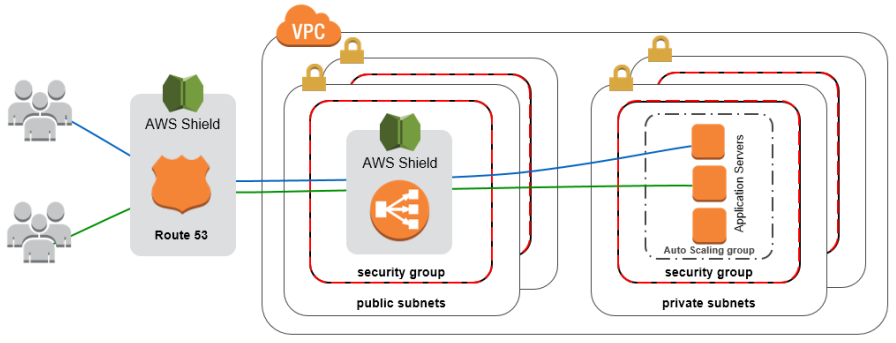 VPC
AWS Shield
Route 53
AWS Shield
security group
public subnets
Application Servers
Auto Scaling group
security group
private subnets